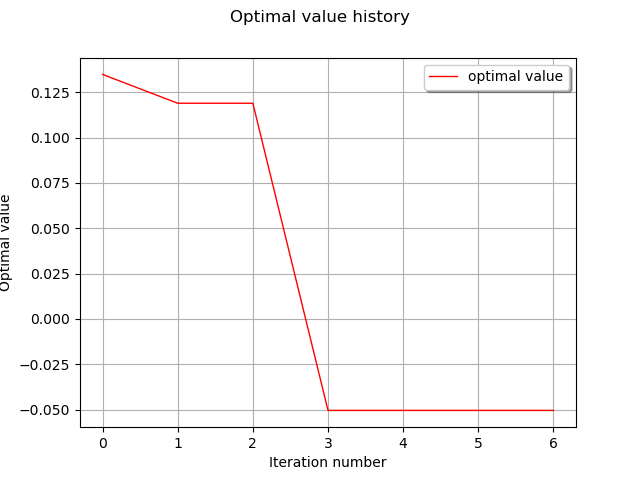 Optimal value history
optimal value
Optimal value
0.125
0.100
0.075
0.050
0.025
0.000
−0.025
−0.050
0 1 2 3 4 5 6
Iteration number